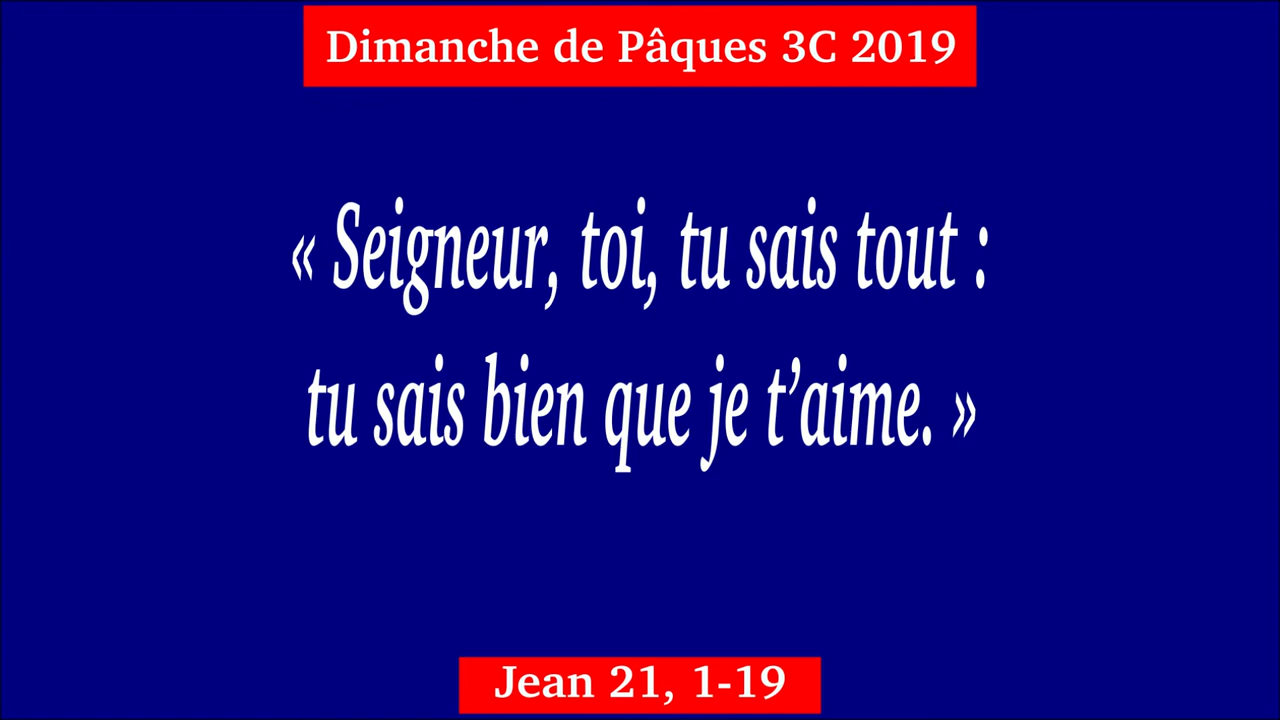 Dimanche de Pâques 3C 2019
« Seigneur, toi, tu sais tout :
tu sais bien que je t’aime. »
Jean 21, 1-19